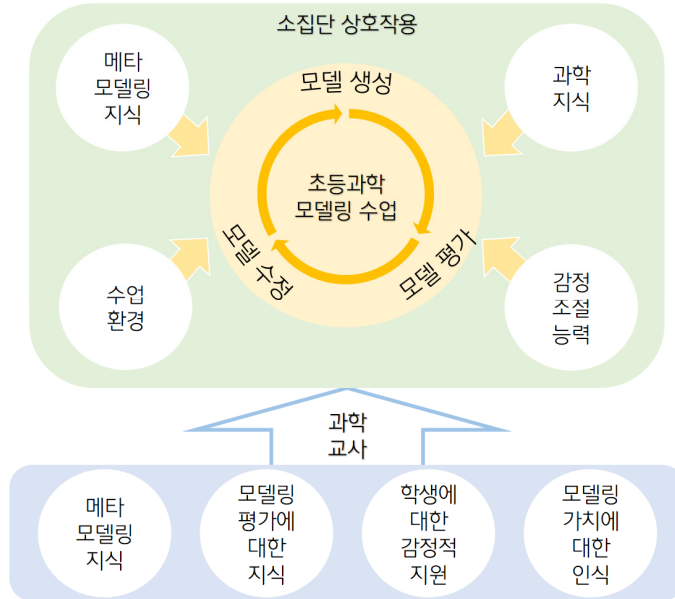 소집단 상호작용
메타
모델링
지식
과학
지식
모델 생성
초등과학
모델링 수업
모델 수정
모델 평가
수업
환경
감정
조절
능력
과학
교사
메타
모델링
지식
모델링
평가에
대한
지식
학생에
대한
감정적
지원
모델링
가치에
대한
인식